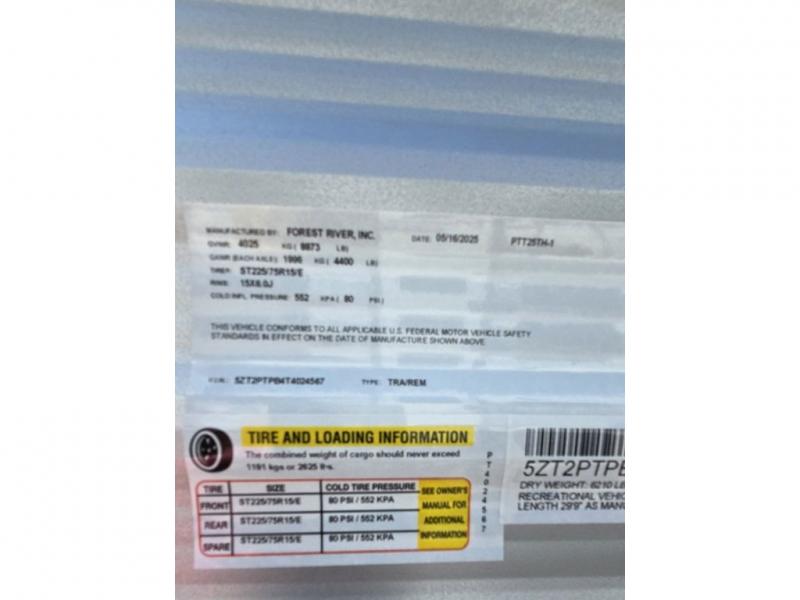 MANUFACTURED BY: FOREST RIVER, INC. DATE: 05/16/2025 PTT25TH-1
GVWR: 4025 KG ( 8873 LB)
GAWR (EACH AXLE): 1996 KG ( 4400 LB)
TIRE: ST225/75R15/E
RIMS: 15X6.0J
COLD INFL. PRESSURE: 552 KPA ( 80 PSI)
THIS VEHICLE CONFORMS TO ALL APPLICABLE U.S. FEDERAL MOTOR VEHICLE SAFETY
STANDARDS IN EFFECT ON THE DATE OF MANUFACTURE SHOWN ABOVE
V.I.N.: 5ZT2PTPB4T4024567 TYPE: TRA/REM
TIRE AND LOADING INFORMATION
The combined weight of cargo should never exceed
1191 kgs or 2625 lbs.
TIRE SIZE COLD TIRE PRESSURE SEE OWNER'S
FRONT ST225/75R15/E 80 PSI / 552 KPA MANUAL FOR
REAR ST225/75R15/E 80 PSI / 552 KPA ADDITIONAL
SPARE ST225/75R15/E 80 PSI / 552 KPA INFORMATION
PT4024567
5ZT2PTPB
DRY WEIGHT: 6210 LB
RECREATIONAL VEHIC
LENGTH 29'9" AS MANU